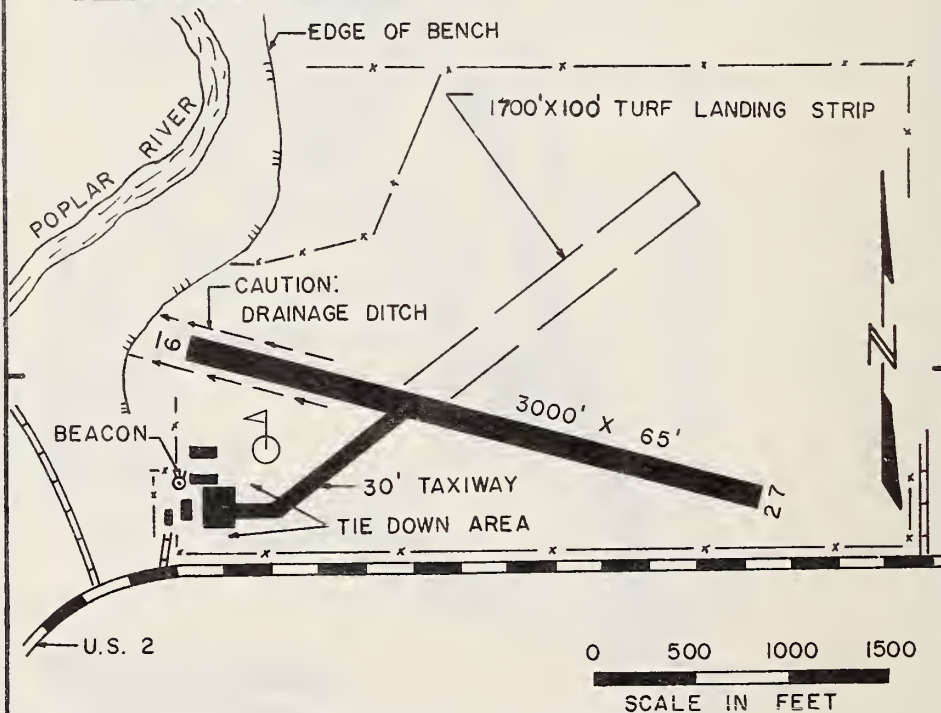 EDGE OF BENCH
1700' X 100' TURF LANDING STRIP
POPLAR RIVER
CAUTION:
DRAINAGE DITCH
9
3000' X 65'
N
BEACON
30' TAXIWAY
27
TIE DOWN AREA
U.S. 2
0 500 1000 1500
SCALE IN FEET